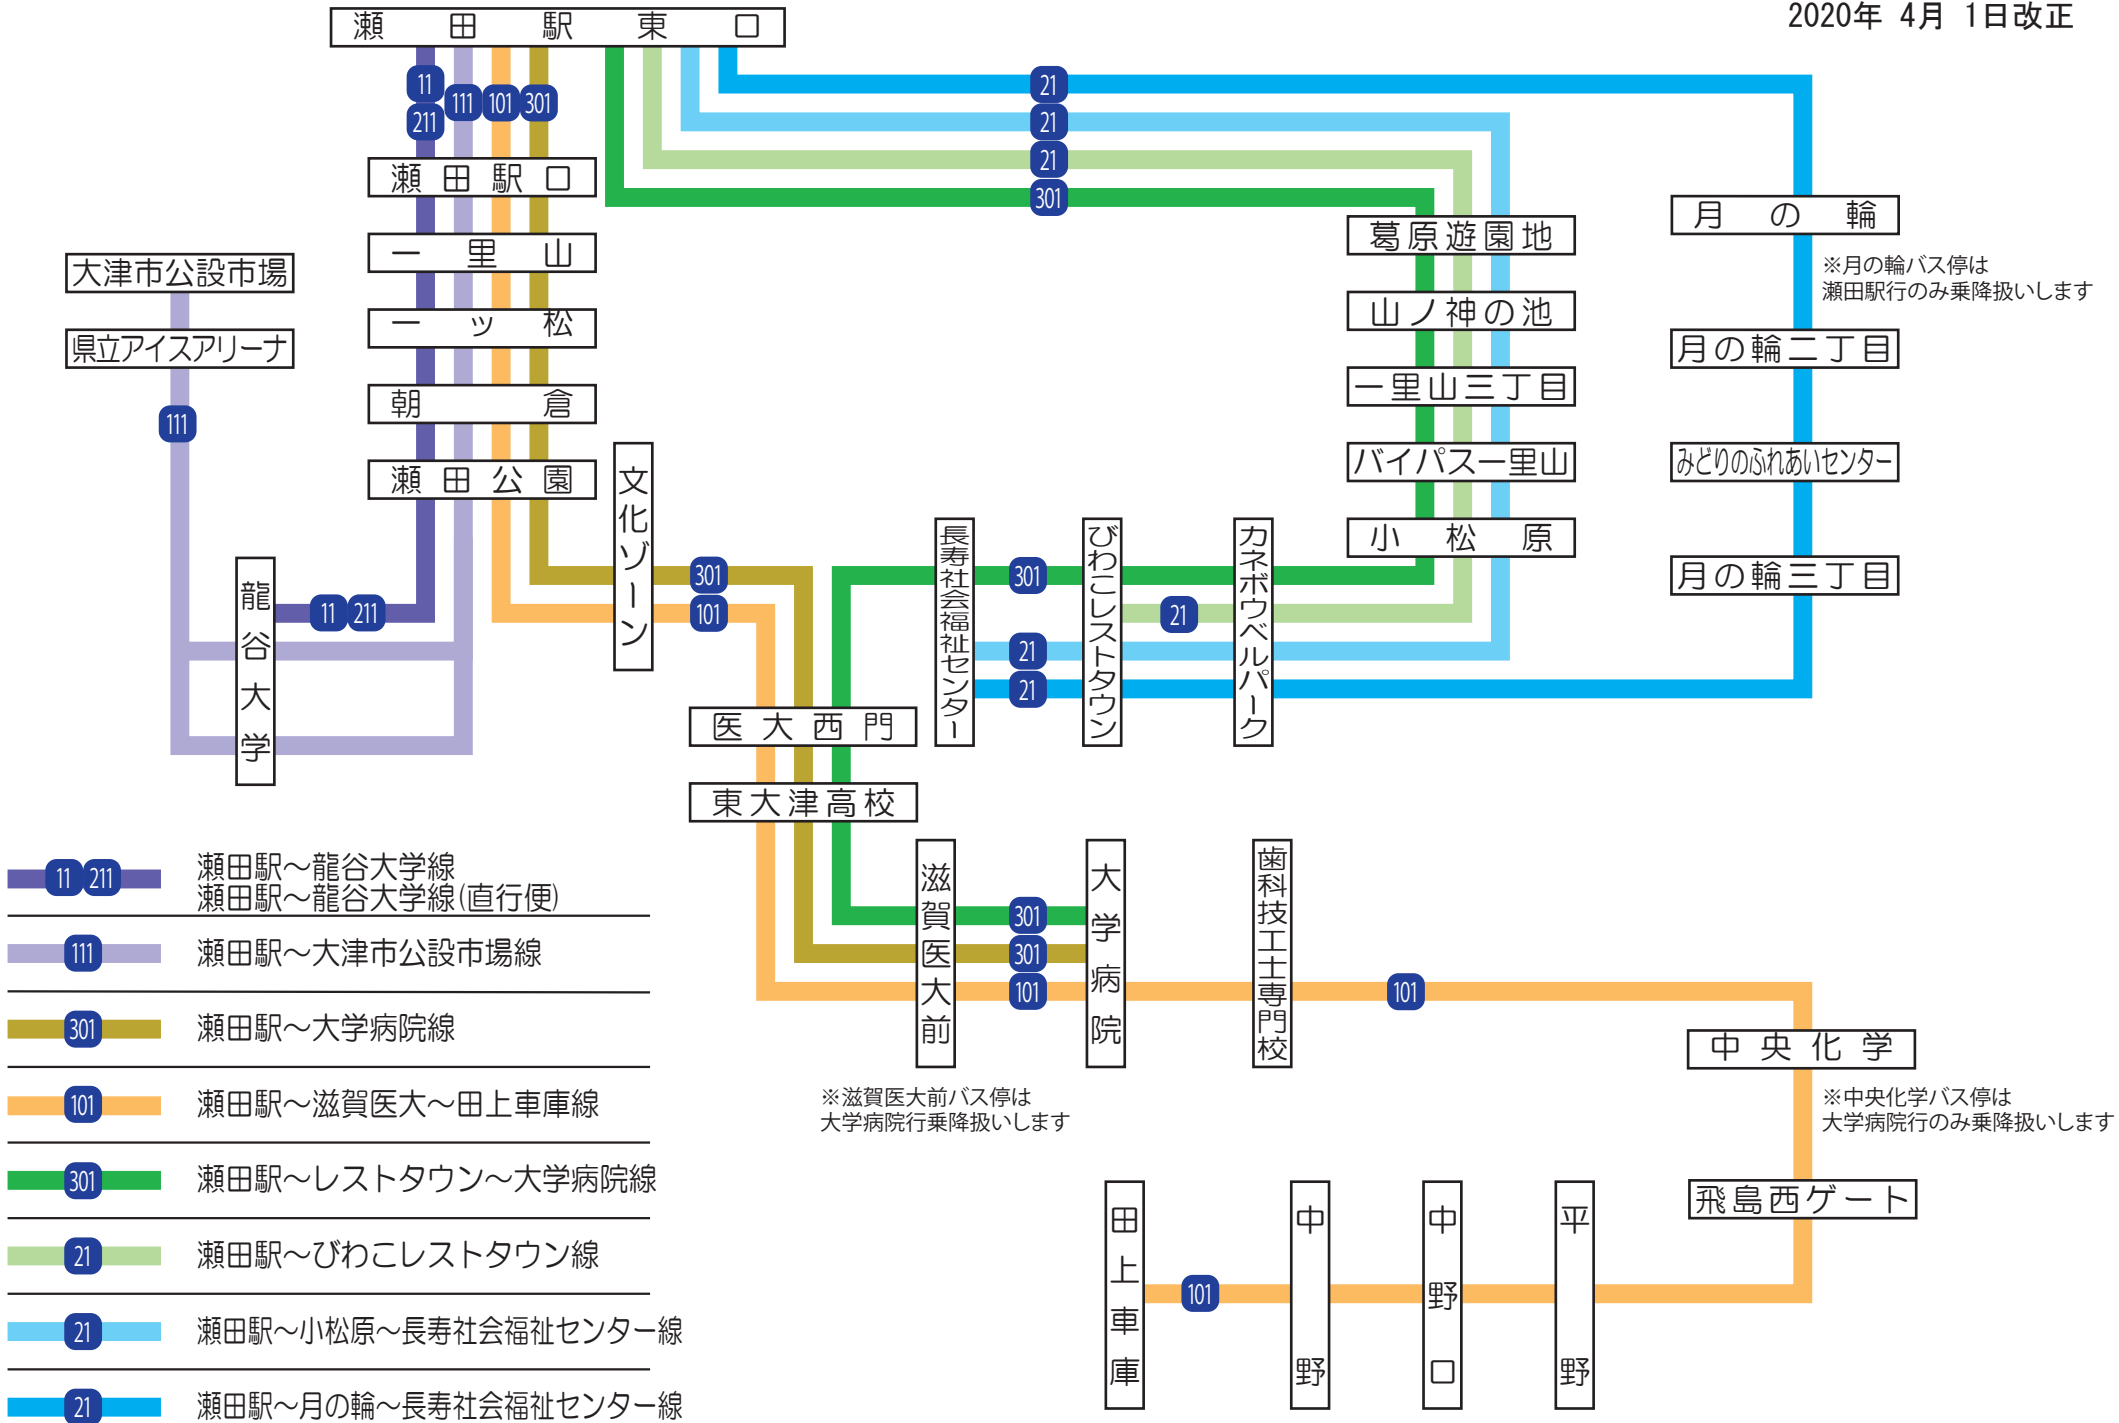 2020年 4月 1日改正
瀬田駅東口
11
211
111
101
301
21
21
21
301
瀬田駅口
一里山
一ッ松
朝倉
瀬田公園
大津市公設市場
県立アイスアリーナ
111
龍谷大学
11
211
文化ゾーン
301
101
葛原遊園地
山ノ神の池
一里山三丁目
バイパス一里山
小松原
月の輪
※月の輪バス停は
瀬田駅行のみ乗降扱いします
月の輪二丁目
みどりのふれあいセンター
月の輪三丁目
長寿社会福祉センター
びわこレストタウン
カネボウベルパーク
301
21
21
21
医大西門
東大津高校
滋賀医大前
大学病院
歯科技工士専門校
301
301
101
101
※滋賀医大前バス停は
大学病院行乗降扱いします
中央化学
※中央化学バス停は
大学病院行のみ乗降扱いします
飛島西ゲート
田上車庫
中野
中野口
平野
101
11 211 瀬田駅～龍谷大学線
瀬田駅～龍谷大学線(直行便)
111 瀬田駅～大津市公設市場線
301 瀬田駅～大学病院線
101 瀬田駅～滋賀医大～田上車庫線
301 瀬田駅～レストタウン～大学病院線
21 瀬田駅～びわこレストタウン線
21 瀬田駅～小松原～長寿社会福祉センター線
21 瀬田駅～月の輪～長寿社会福祉センター線